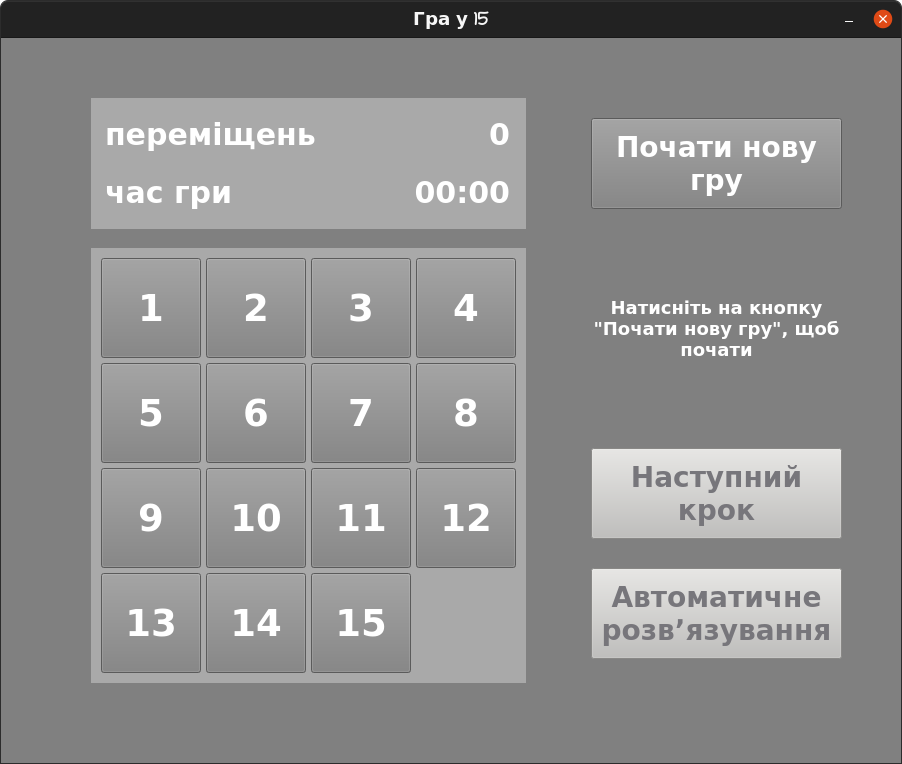 Гра у 15
переміщень 0
час гри 00:00
Почати нову
гру
1 2 3 4
5 6 7 8
9 10 11 12
13 14 15
Натисніть на кнопку
"Почати нову гру", щоб
почати
Наступний
крок
Автоматичне
розв’язування